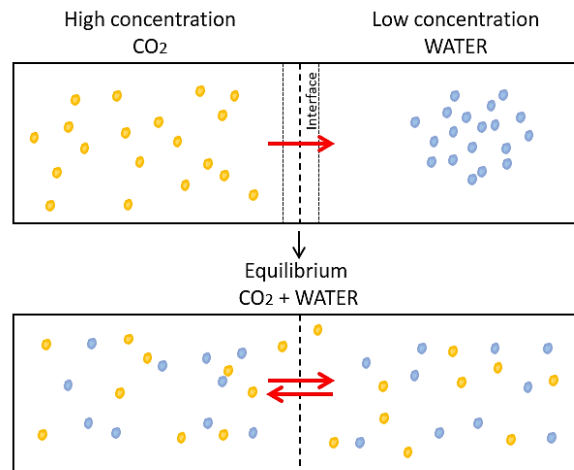 High concentration
CO2
Low concentration
WATER
Interface
Equilibrium
CO2 + WATER